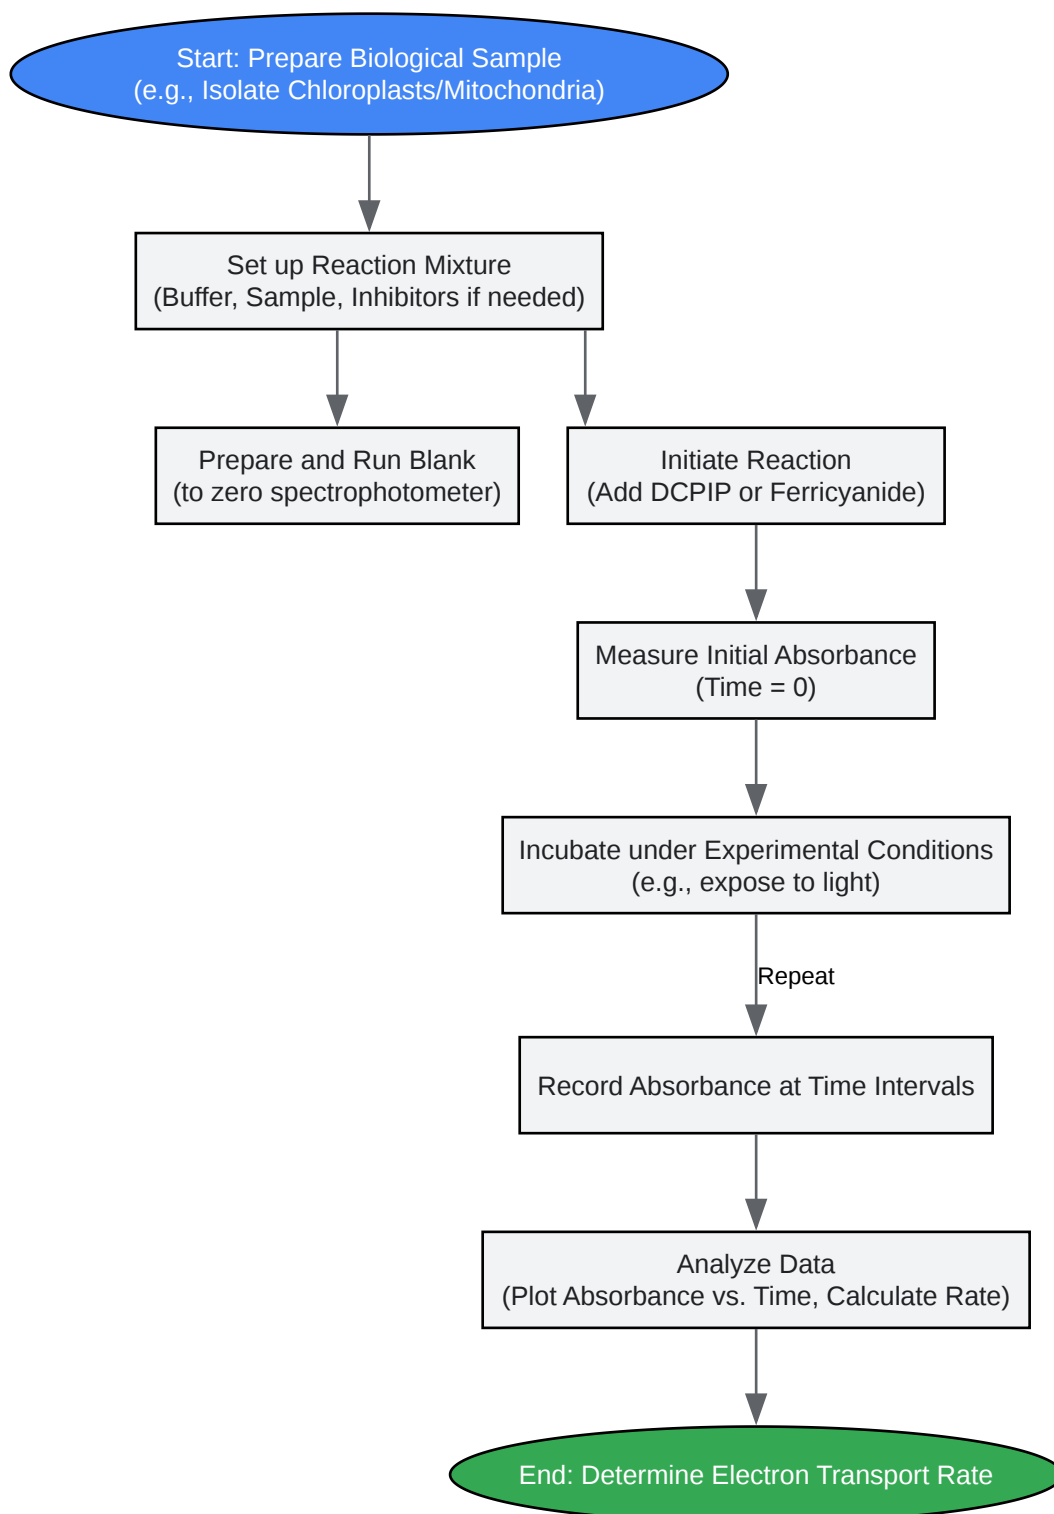 Start: Prepare Biological Sample
(e.g., Isolate Chloroplasts/Mitochondria)
Set up Reaction Mixture
(Buffer, Sample, Inhibitors if needed)
Prepare and Run Blank
(to zero spectrophotometer)
Initiate Reaction
(Add DCPIP or Ferricyanide)
Measure Initial Absorbance
(Time = 0)
Incubate under Experimental Conditions
(e.g., expose to light)
Repeat
Record Absorbance at Time Intervals
Analyze Data
(Plot Absorbance vs. Time, Calculate Rate)
End: Determine Electron Transport Rate